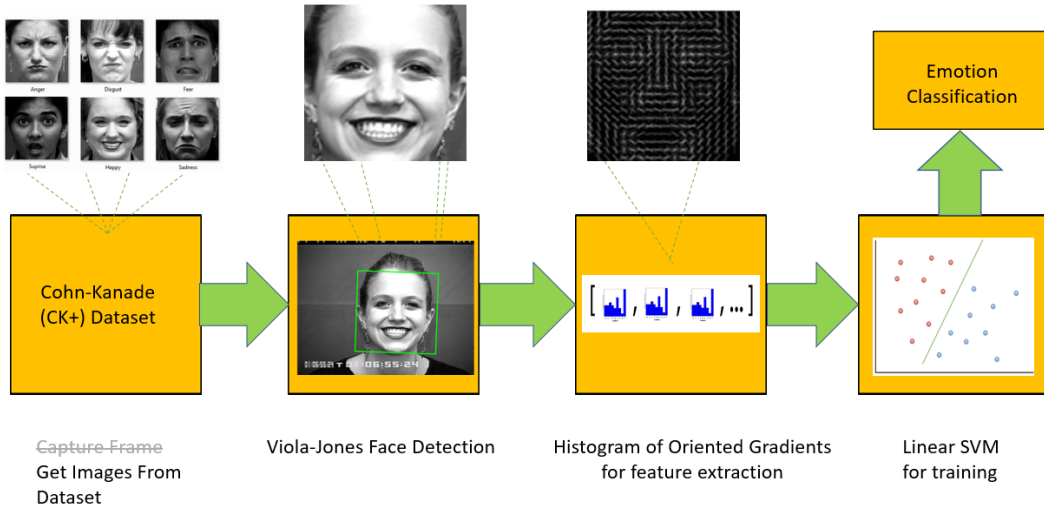 Anger
Disgust
Fear
Suprise
Happy
Sadness
Emotion
Classification
Cohn-Kanade
(CK+) Dataset
[ , , ,...]
Capture Frame
Get Images From
Dataset
Viola-Jones Face Detection
Histogram of Oriented Gradients
for feature extraction
Linear SVM
for training